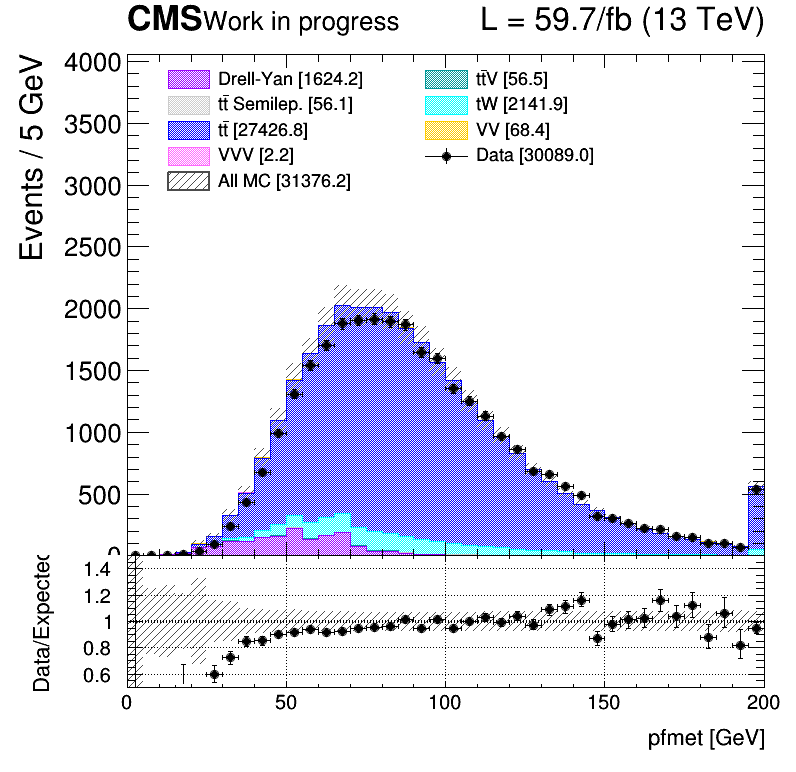 CMS Work in progress L = 59.7/fb (13 TeV)
Events / 5 GeV
4000
3500
3000
2500
2000
1500
1000
500
0
Drell-Yan [1624.2]
tt̄ Semilep. [56.1]
tt̄ [27426.8]
VVV [2.2]
All MC [31376.2]
tt̄V [56.5]
tW [2141.9]
VV [68.4]
Data [30089.0]
Data/Expected
1.4
1.2
1
0.8
0.6
0 50 100 150 200
pfmet [GeV]